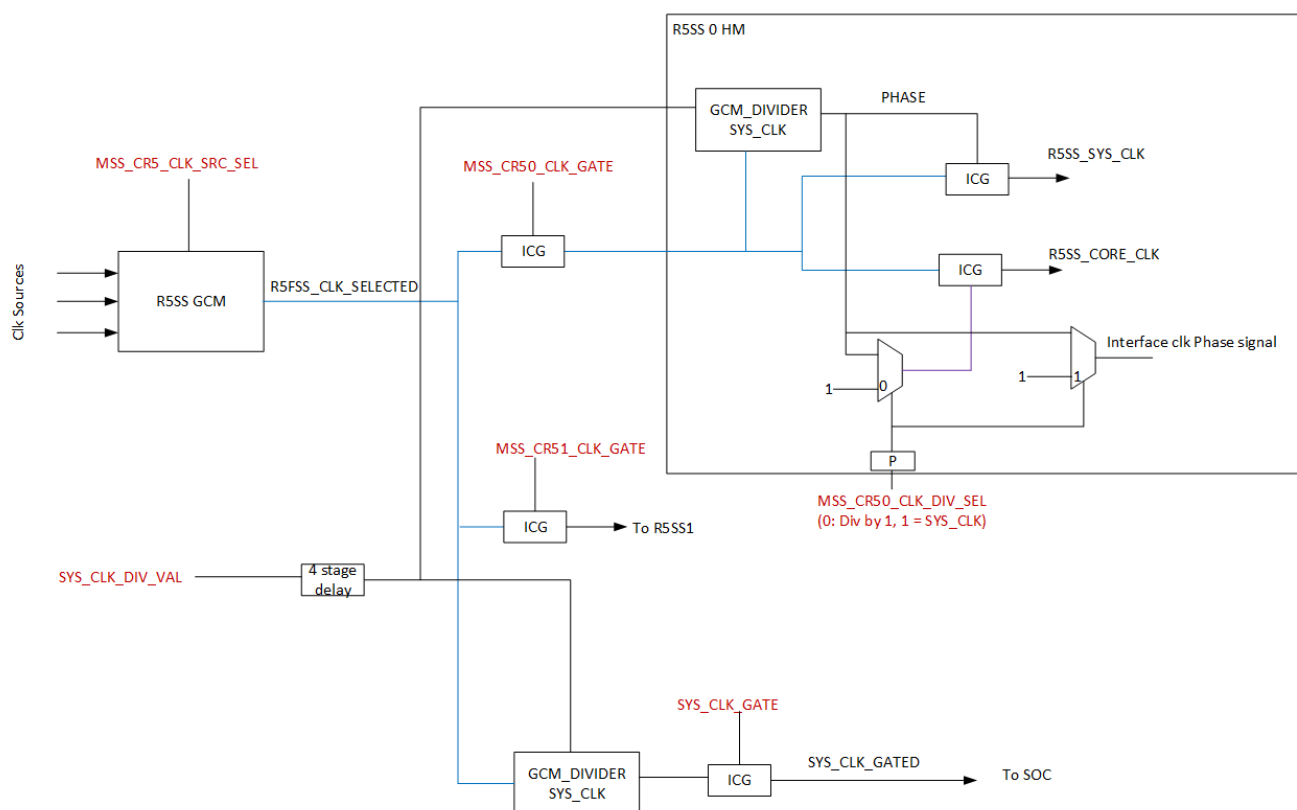 R5SS 0 HM
GCM_DIVIDER
SYS_CLK
PHASE
MSS_CR5_CLK_SRC_SEL
MSS_CR50_CLK_GATE
R5SS_SYS_CLK
ICG
ICG
R5SS_CORE_CLK
ICG
Clk Sources
R5SS GCM
R5FSS_CLK_SELECTED
Interface clk Phase signal
1
0
1
1
MSS_CR51_CLK_GATE
P
MSS_CR50_CLK_DIV_SEL
(0: Div by 1, 1 = SYS_CLK)
ICG
To R5SS1
SYS_CLK_DIV_VAL
4 stage
delay
SYS_CLK_GATE
GCM_DIVIDER
SYS_CLK
ICG
SYS_CLK_GATED
To SOC